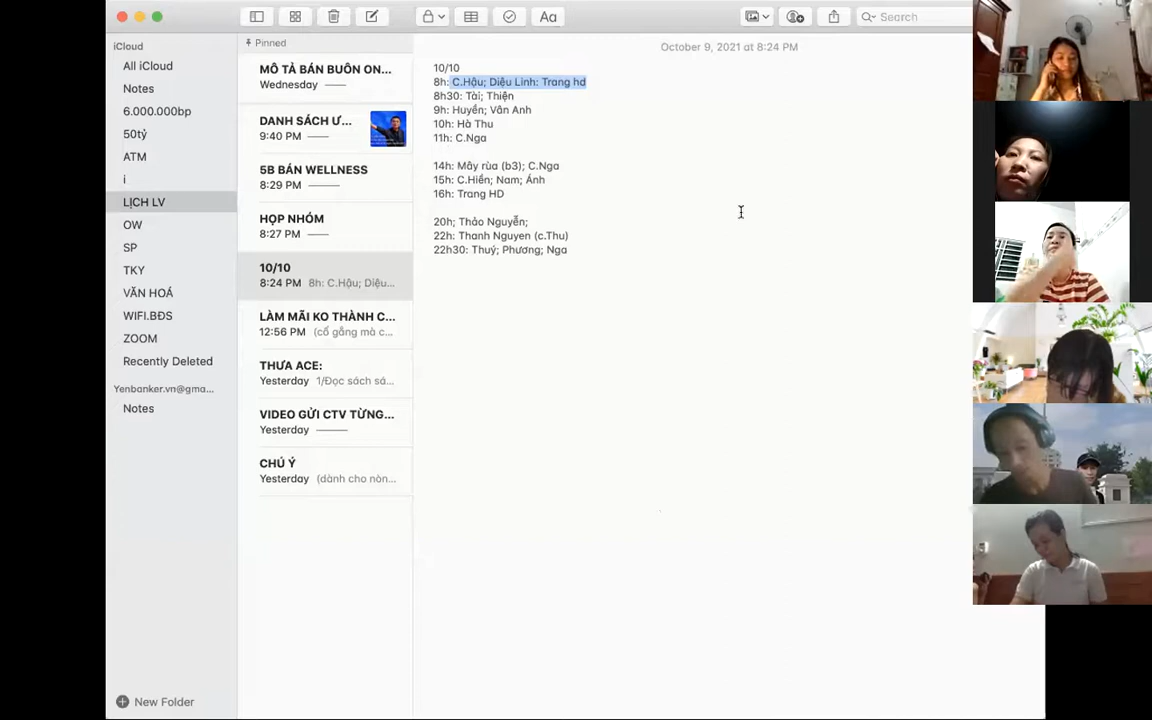 Aa
Search
iCloud
All iCloud
Notes
6.000.000bp
50tỷ
ATM
i
LỊCH LV
OW
SP
TKY
VĂN HOÁ
WIFI.BĐS
ZOOM
Recently Deleted
Yenbanker.vn@gma...
Notes
New Folder
Pinned
MÔ TẢ BÁN BUÔN ON...
Wednesday
DANH SÁCH Ư...
9:40 PM
5B BÁN WELLNESS
8:29 PM
HỌP NHÓM
8:27 PM
10/10
8:24 PM 8h: C.Hậu; Diệu...
LÀM MÃI KO THÀNH C...
12:56 PM (cố gắng mà c...
THƯA ACE:
Yesterday 1/Đọc sách sá...
VIDEO GỬI CTV TỪNG...
Yesterday
CHÚ Ý
Yesterday (dành cho nòn...
October 9, 2021 at 8:24 PM
10/10
8h: C.Hậu; Diệu Linh: Trang hd
8h30: Tài; Thiện
9h: Huyền; Vân Anh
10h: Hà Thu
11h: C.Nga
14h: Mây rùa (b3); C.Nga
15h: C.Hiền; Nam; Ánh
16h: Trang HD
20h; Thảo Nguyễn;
22h: Thanh Nguyen (c.Thu)
22h30: Thuý; Phương; Nga